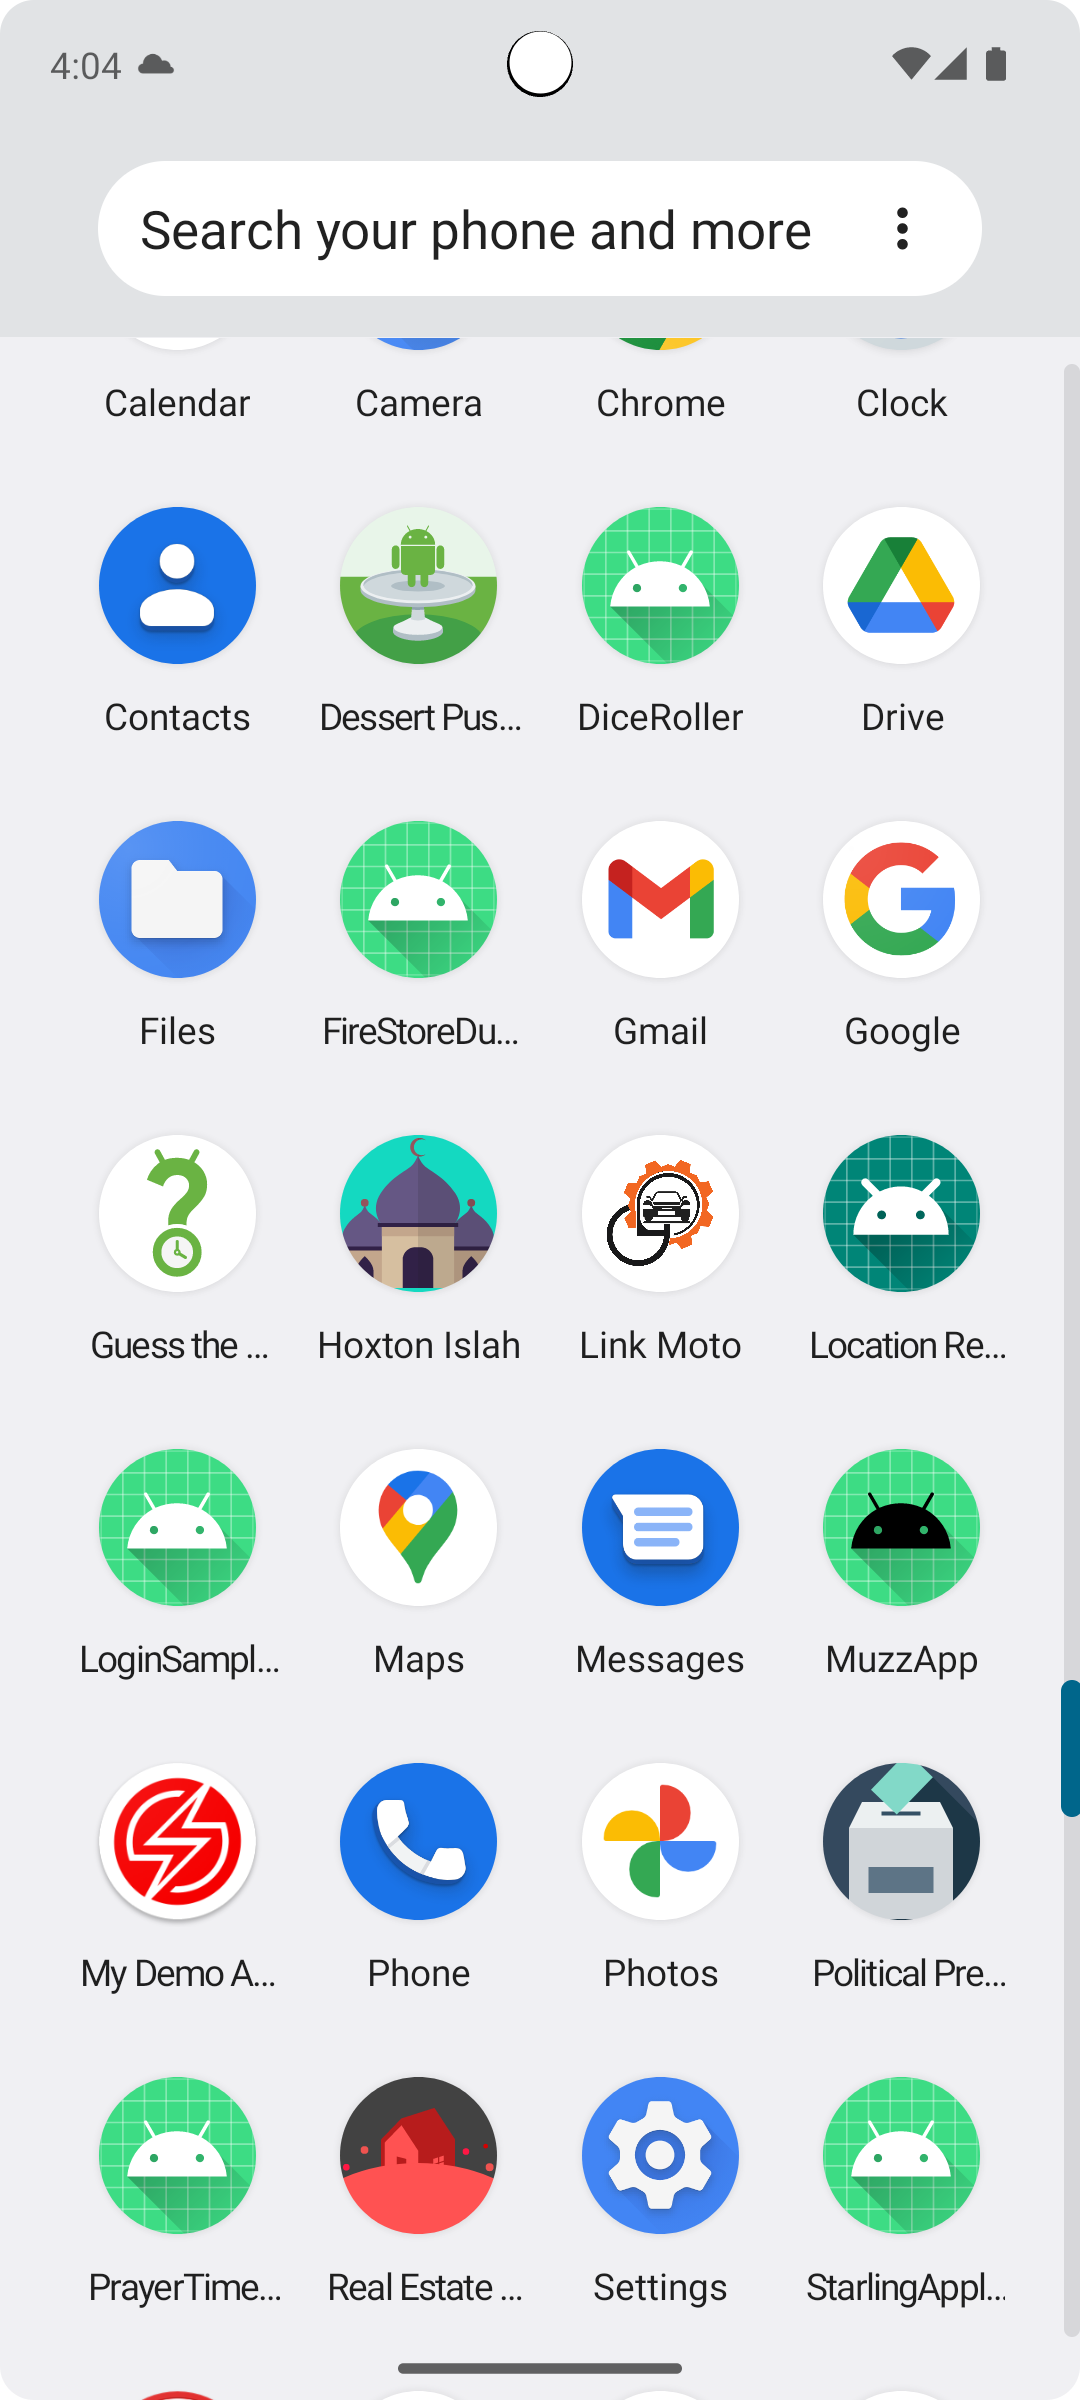 4:04
Search your phone and more
Calendar Camera Chrome Clock
Contacts Dessert Pus... DiceRoller Drive
Files FireStoreDu... Gmail Google
Guess the ... Hoxton Islah Link Moto Location Re...
LoginSampl... Maps Messages MuzzApp
My Demo A... Phone Photos Political Pre...
PrayerTime... Real Estate ... Settings StarlingAppl...